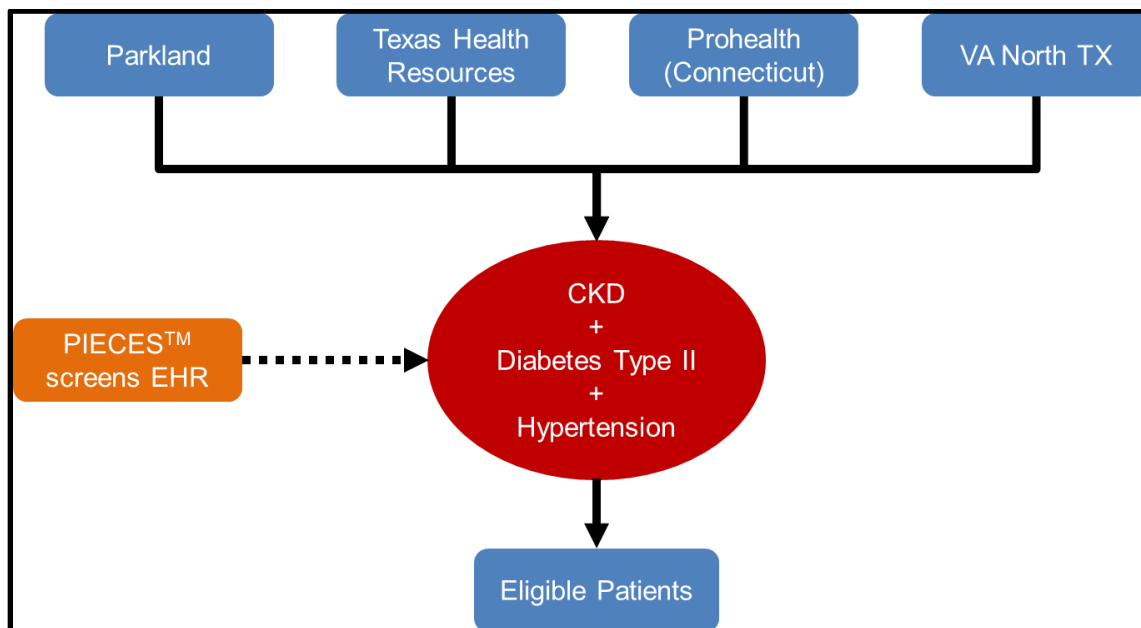 Parkland
Texas Health
Resources
Prohealth
(Connecticut)
VA North TX
CKD
+
Diabetes Type II
+
Hypertension
PIECES™
screens EHR
Eligible Patients